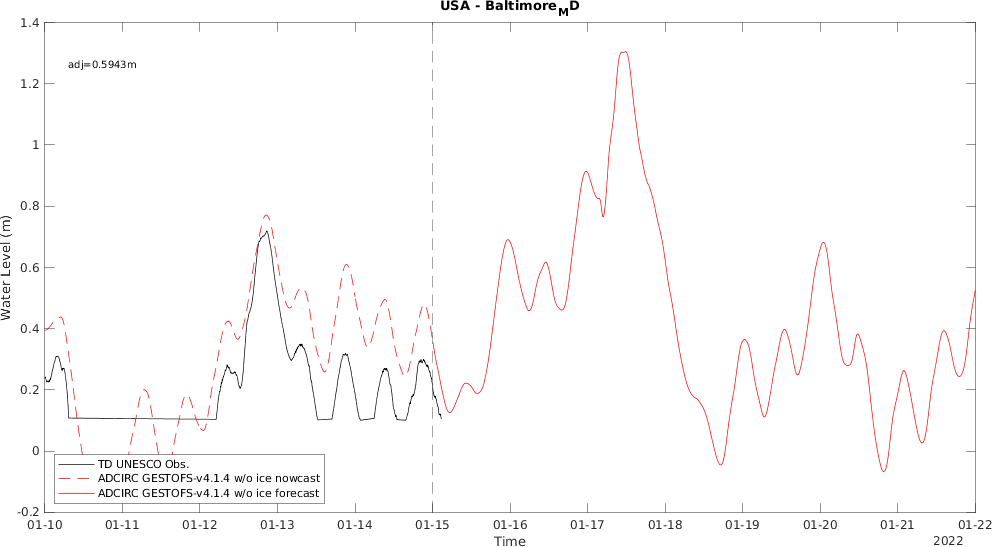 USA - Baltimore_MD
1.4
adj=0.5943m
1.2
1
0.8
0.6
0.4
0.2
0
-0.2
Water Level (m)
TD UNESCO Obs.
ADCIRC GESTOFS-v4.1.4 w/o ice nowcast
ADCIRC GESTOFS-v4.1.4 w/o ice forecast
01-10 01-11 01-12 01-13 01-14 01-15 01-16 01-17 01-18 01-19 01-20 01-21 01-22
Time
2022